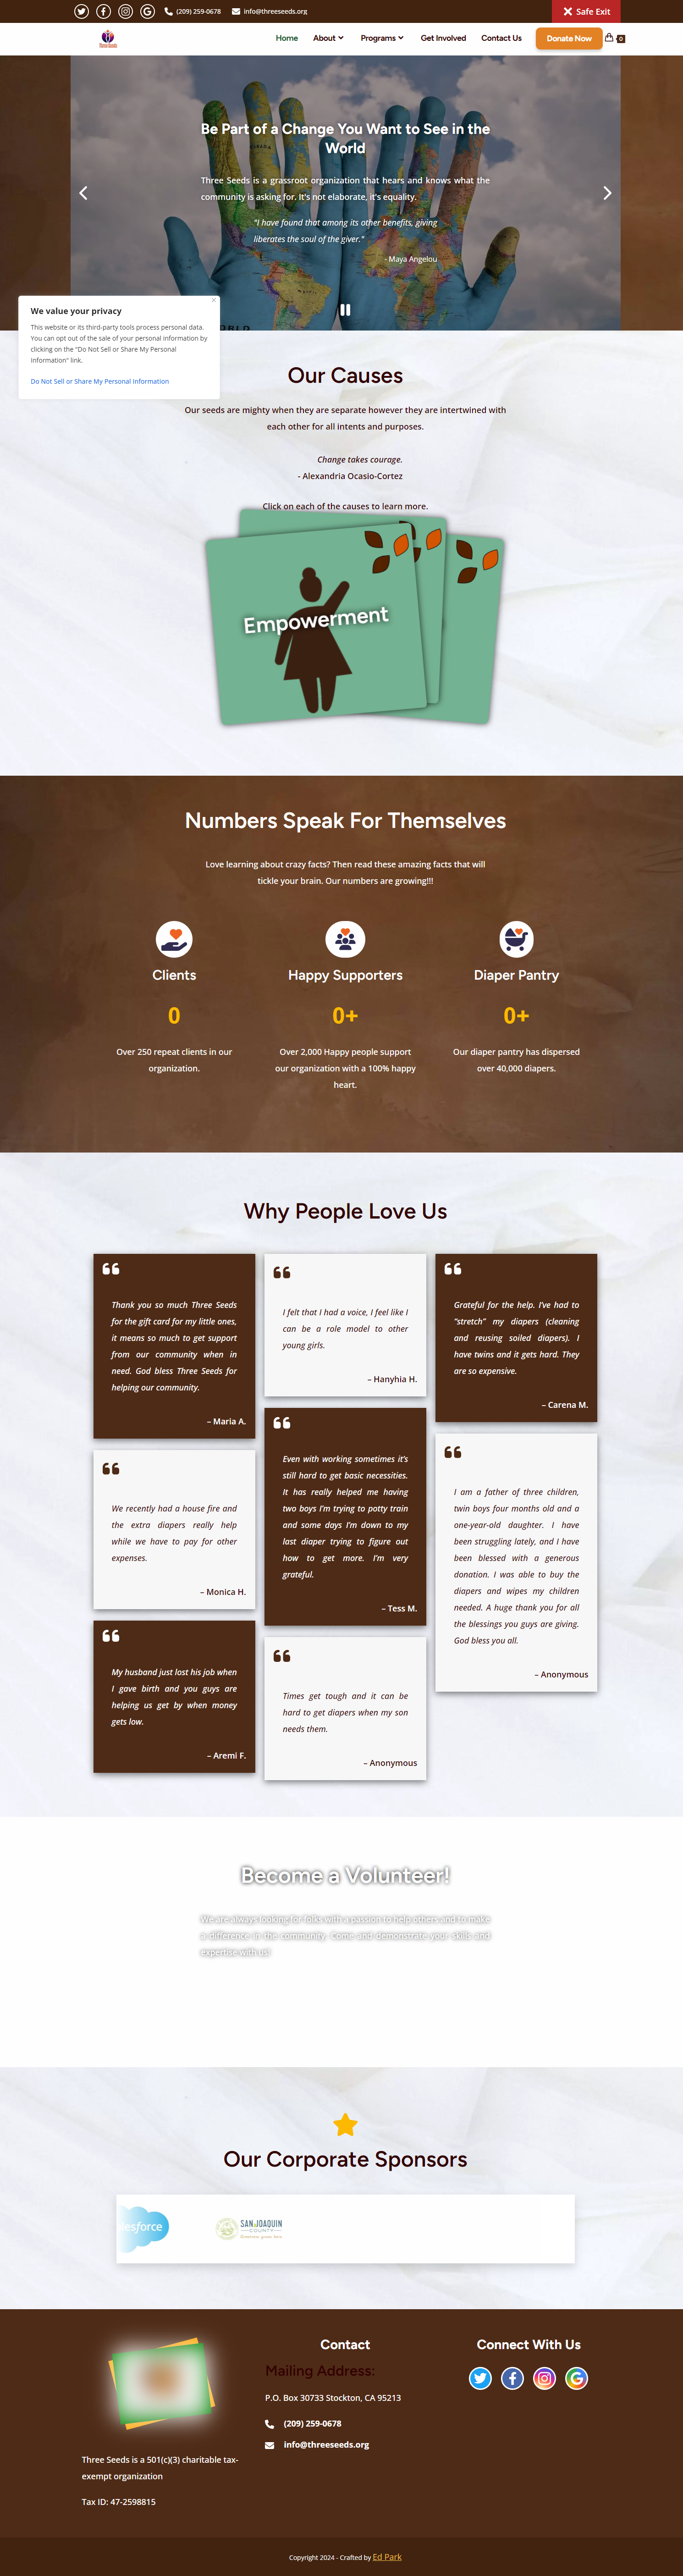 (209) 259-0678
info@threeseeds.org
Safe Exit
Three Seeds
Home
About
Programs
Get Involved
Contact Us
Donate Now
0
Be Part of a Change You Want to See in the
World
Three Seeds is a grassroot organization that hears and knows what the
community is asking for. It's not elaborate, it's equality.
"I have found that among its other benefits, giving
liberates the soul of the giver."
- Maya Angelou
We value your privacy
This website or its third-party tools process personal data.
You can opt out of the sale of your personal information by
clicking on the "Do Not Sell or Share My Personal
Information" link.
Do Not Sell or Share My Personal Information
Our Causes
Our seeds are mighty when they are separate however they are intertwined with
each other for all intents and purposes.
Change takes courage.
- Alexandria Ocasio-Cortez
Click on each of the causes to learn more.
Empowerment
Numbers Speak For Themselves
Love learning about crazy facts? Then read these amazing facts that will
tickle your brain. Our numbers are growing!!!
Clients
0
Over 250 repeat clients in our
organization.
Happy Supporters
0+
Over 2,000 Happy people support
our organization with a 100% happy
heart.
Diaper Pantry
0+
Our diaper pantry has dispersed
over 40,000 diapers.
Why People Love Us
Thank you so much Three Seeds
for the gift card for my little ones,
it means so much to get support
from our community when in
need. God bless Three Seeds for
helping our community.
– Maria A.
We recently had a house fire and
the extra diapers really help
while we have to pay for other
expenses.
– Monica H.
My husband just lost his job when
I gave birth and you guys are
helping us get by when money
gets low.
– Aremi F.
I felt that I had a voice, I feel like I
can be a role model to other
young girls.
– Hanyhia H.
Even with working sometimes it's
still hard to get basic necessities.
It has really helped me having
two boys I'm trying to potty train
and some days I'm down to my
last diaper trying to figure out
how to get more. I'm very
grateful.
– Tess M.
Times get tough and it can be
hard to get diapers when my son
needs them.
– Anonymous
Grateful for the help. I've had to
"stretch" my diapers (cleaning
and reusing soiled diapers). I
have twins and it gets hard. They
are so expensive.
– Carena M.
I am a father of three children,
twin boys four months old and a
one-year-old daughter. I have
been struggling lately, and I have
been blessed with a generous
donation. I was able to buy the
diapers and wipes my children
needed. A huge thank you for all
the blessings you guys are giving.
God bless you all.
– Anonymous
Become a Volunteer!
We are always looking for folks with a passion to help others and to make
a difference in the community. Come and demonstrate your skills and
expertise with us!
Our Corporate Sponsors
esforce
SAN JOAQUIN
COUNTY
Three Seeds is a 501(c)(3) charitable tax-
exempt organization
Tax ID: 47-2598815
Contact
Mailing Address:
P.O. Box 30733 Stockton, CA 95213
(209) 259-0678
info@threeseeds.org
Connect With Us
Copyright 2024 - Crafted by Ed Park